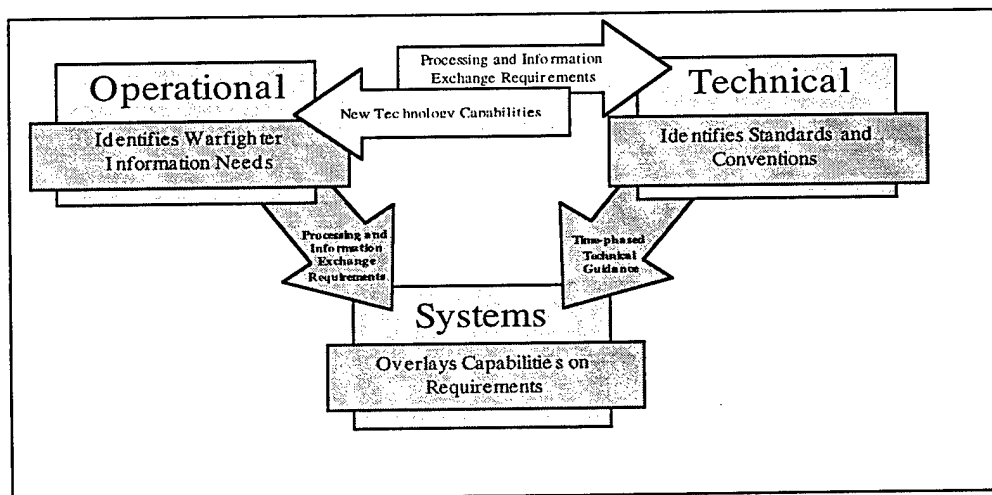 Processing and Information
Exchange Requirements
Operational
Technical
New Technology Capabilities
Identifies Warfighter
Information Needs
Identifies Standards and
Conventions
Processing and
Information
Exchange
Requirements
Time-phased
Technical
Guidance
Systems
Overlays Capabilities on
Requirements